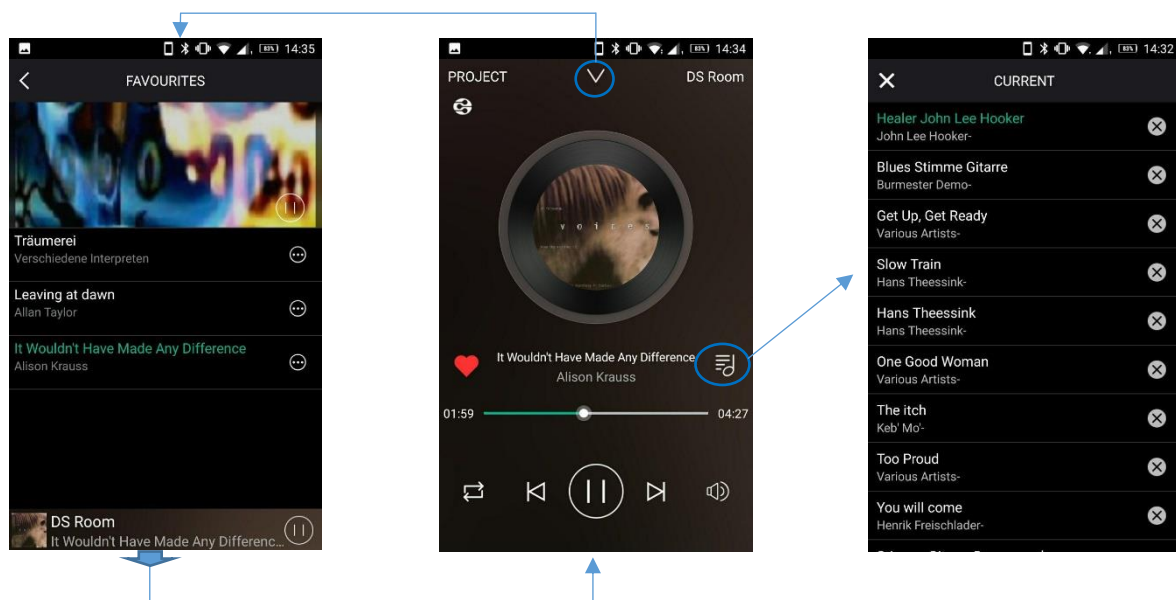 83% 14:35
FAVOURITES
Träumerei
Verschiedene Interpreten
Leaving at dawn
Allan Taylor
It Wouldn't Have Made Any Difference
Alison Krauss
DS Room
It Wouldn't Have Made Any Differenc...
83% 14:34
PROJECT DS Room
voices
It Wouldn't Have Made Any Difference
Alison Krauss
01:59 04:27
83% 14:32
CURRENT
Healer John Lee Hooker
John Lee Hooker-
Blues Stimme Gitarre
Burmester Demo-
Get Up, Get Ready
Various Artists-
Slow Train
Hans Theessink-
Hans Theessink
Hans Theessink-
One Good Woman
Various Artists-
The itch
Keb' Mo'-
Too Proud
Various Artists-
You will come
Henrik Freischlader-